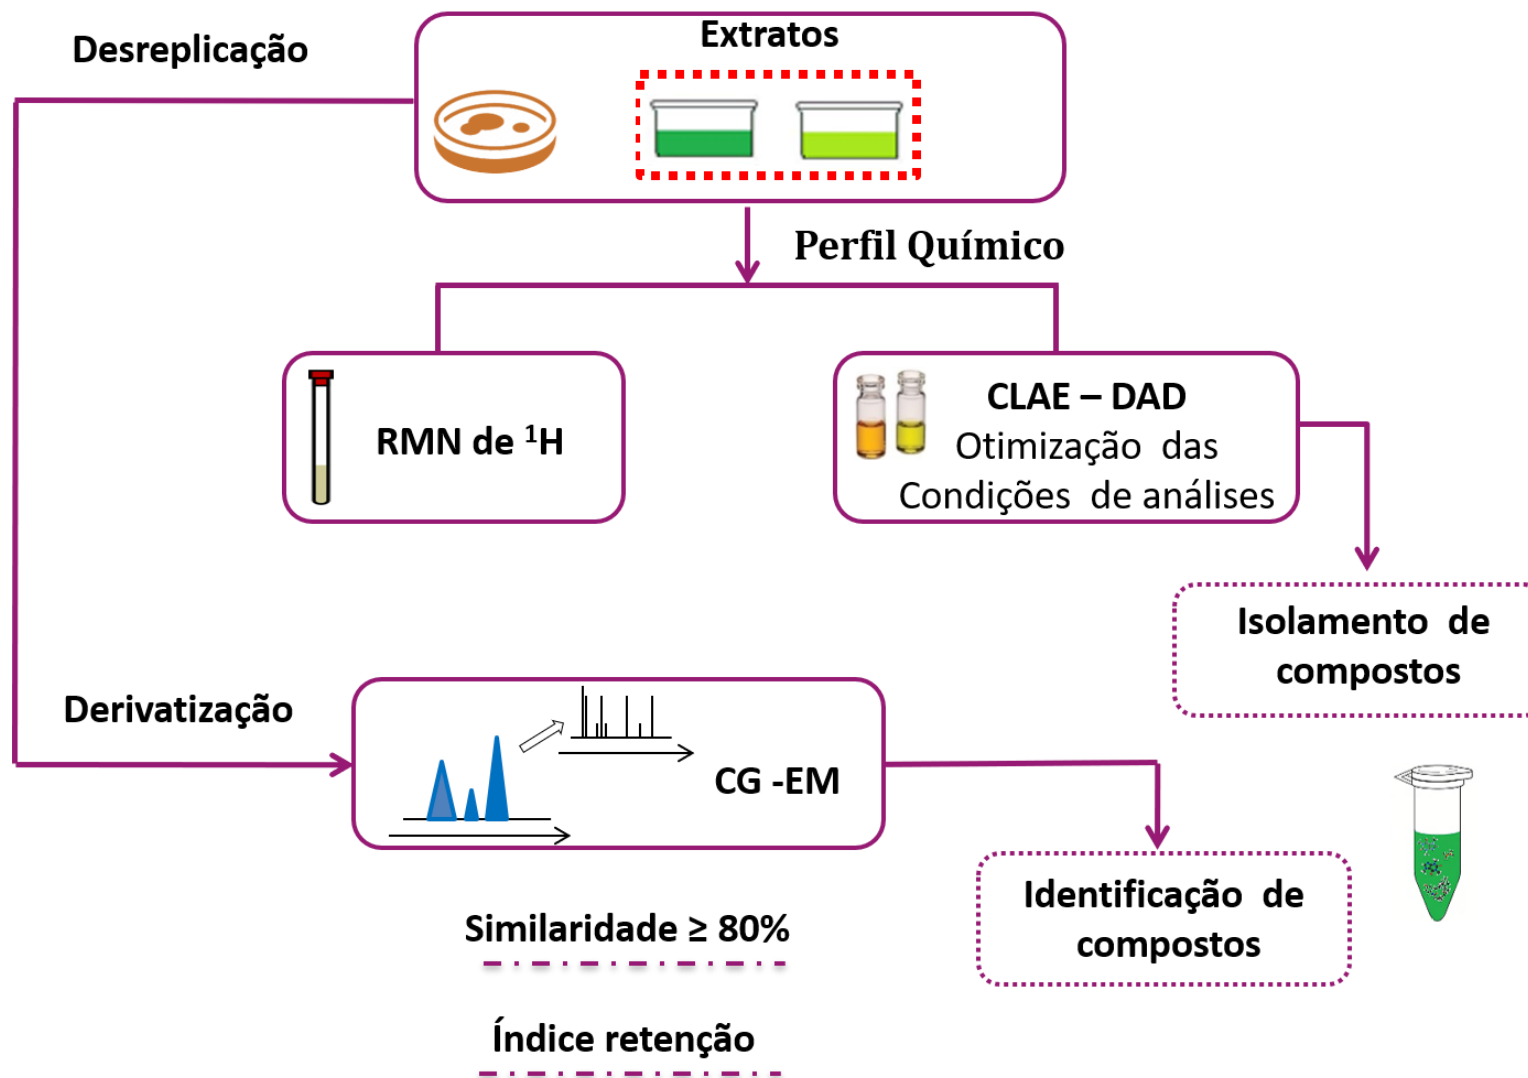 Desreplicação
Extratos
Perfil Químico
RMN de ¹H
CLAE – DAD
Otimização das
Condições de análises
Isolamento de
compostos
Derivatização
CG -EM
Identificação de
compostos
Similaridade ≥ 80%
Índice retenção